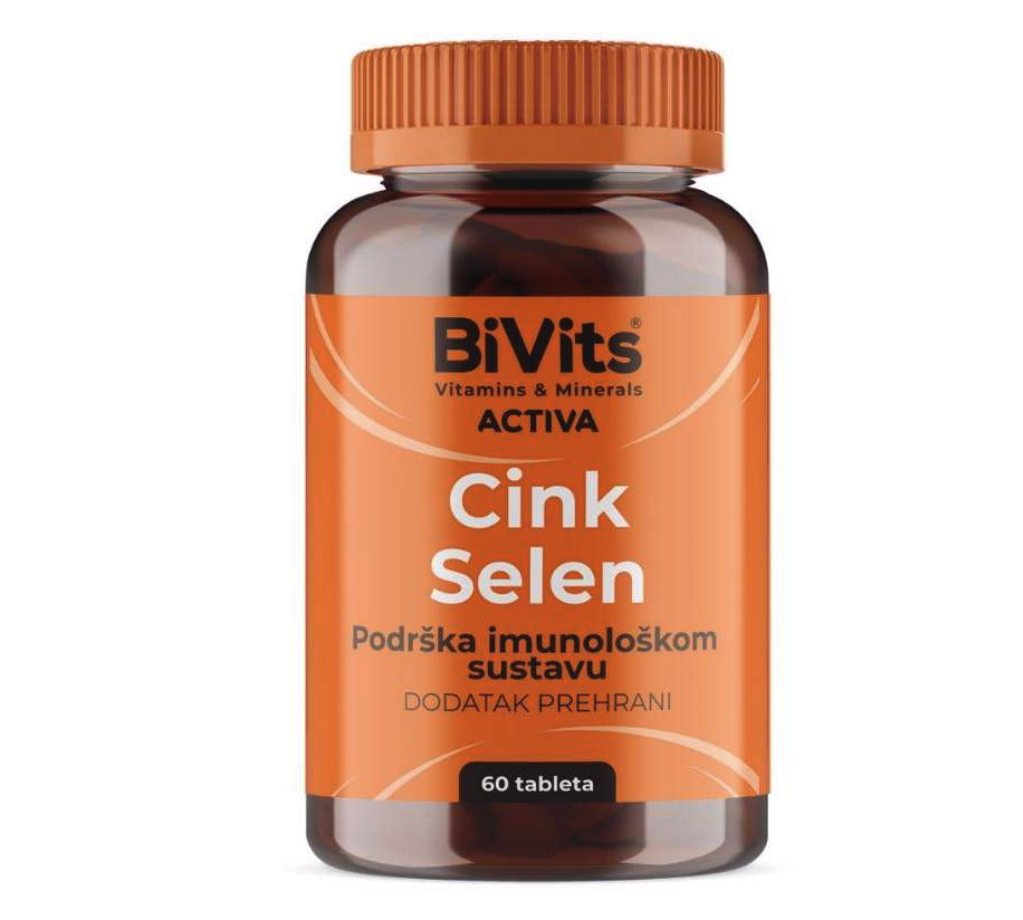 BiVits®
Vitamins & Minerals
ACTIVA
Cink
Selen
Podrška imunološkom
sustavu
DODATAK PREHRANI
60 tableta